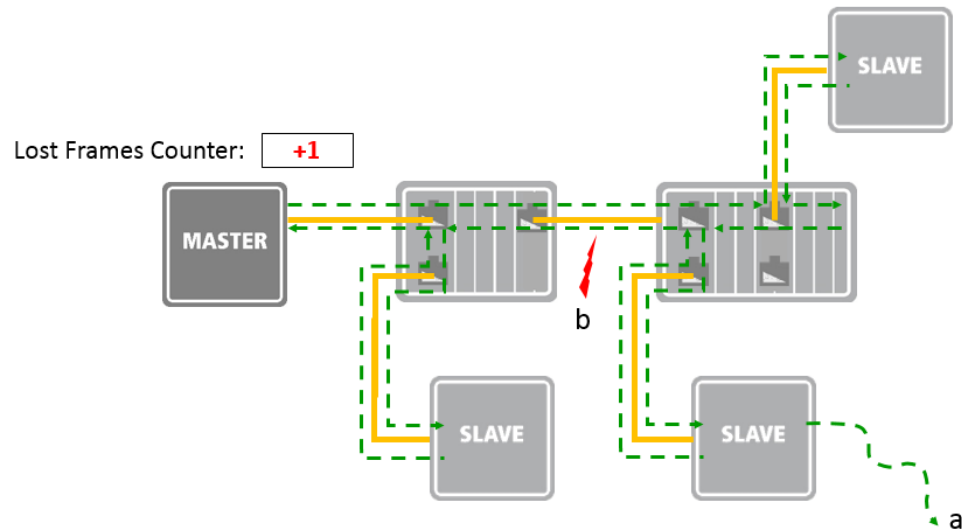 SLAVE
Lost Frames Counter: +1
MASTER
b
SLAVE
SLAVE
a